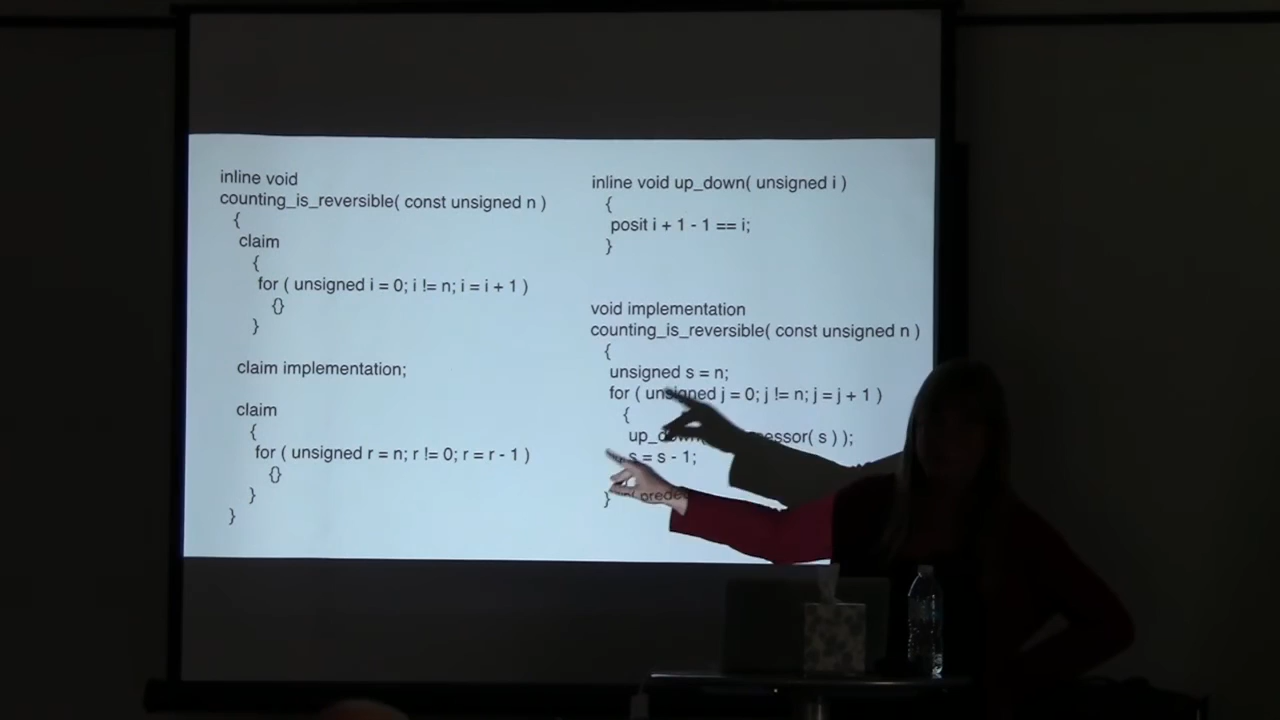 inline void
counting_is_reversible( const unsigned n )
{
claim
{
for ( unsigned i = 0; i != n; i = i + 1 )
{}
}
claim implementation;
claim
{
for ( unsigned r = n; r != 0; r = r - 1 )
{}
}
}
inline void up_down( unsigned i )
{
posit i + 1 - 1 == i;
}
void implementation
counting_is_reversible( const unsigned n )
{
unsigned s = n;
for ( unsigned j = 0; j != n; j = j + 1 )
{
up_down( s ) );
s = s - 1;
}